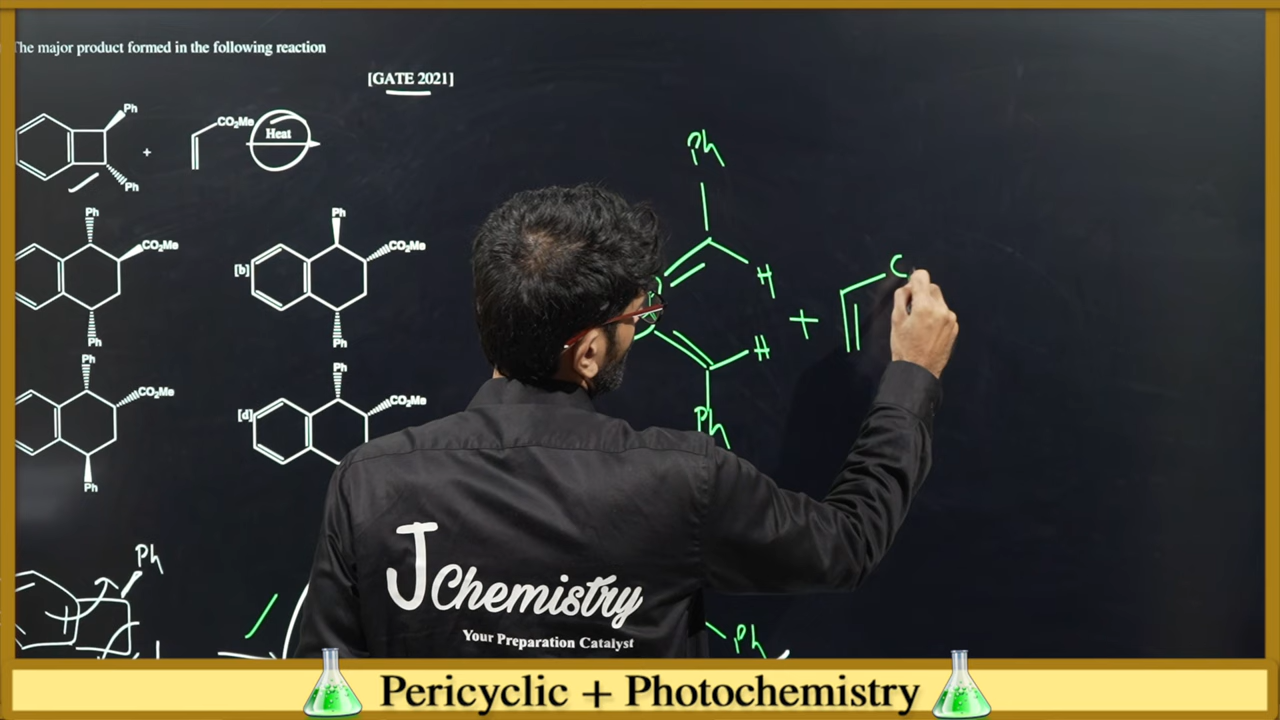 The major product formed in the following reaction
[GATE 2021]
Ph
CO₂Me
+
Heat
Ph
Ph
CO₂Me
Ph
[b]
Ph
CO₂Me
Ph
Ph
CO₂Me
Ph
[d]
Ph
CO₂Me
Ph
Ph
H
H
Ph
+
C
Ph
J Chemistry
Your Preparation Catalyst
Pericyclic + Photochemistry